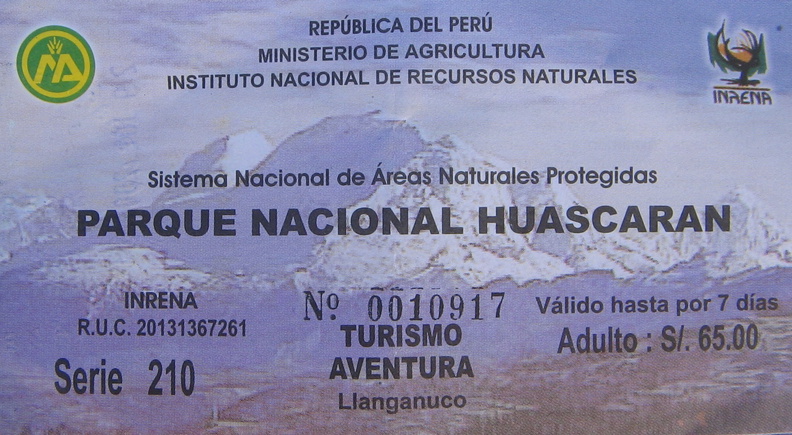 REPÚBLICA DEL PERÚ
MINISTERIO DE AGRICULTURA
INSTITUTO NACIONAL DE RECURSOS NATURALES
INRENA
Sistema Nacional de Áreas Naturales Protegidas
PARQUE NACIONAL HUASCARAN
INRENA
R.U.C. 20131367261
Serie 210
Nº 0010917
TURISMO
AVENTURA
Llanganuco
Válido hasta por 7 días
Adulto : S/. 65.00